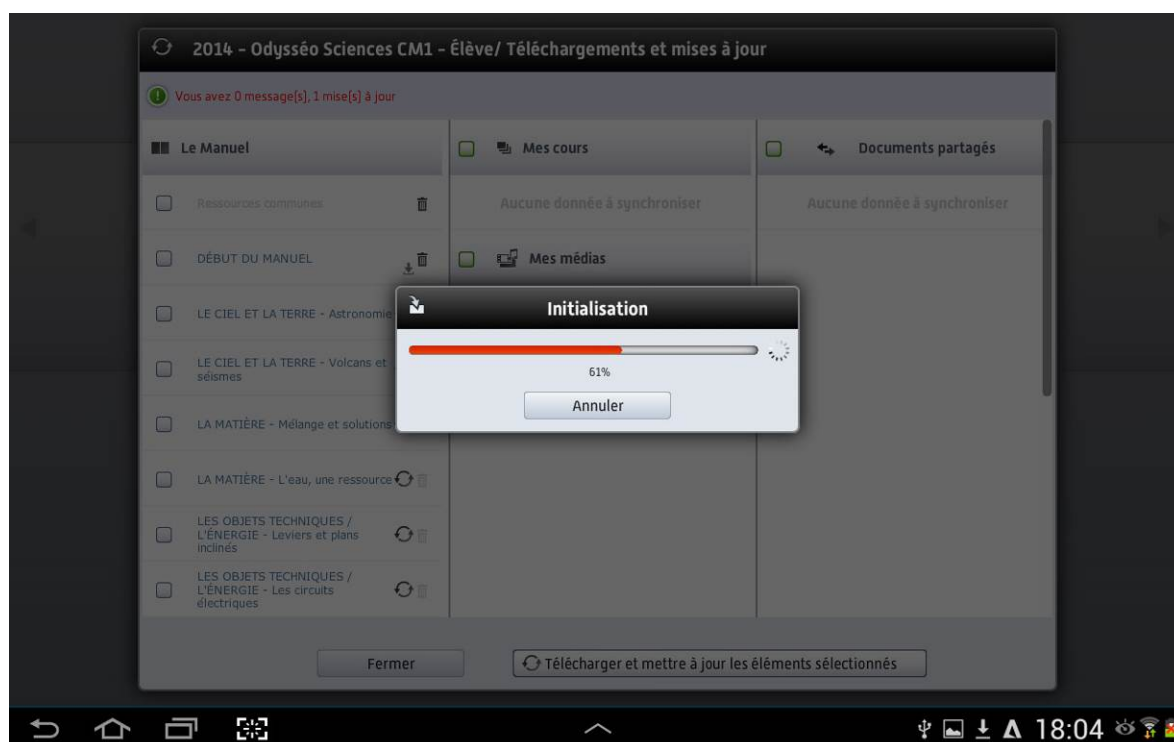 2014 - Odysséo Sciences CM1 - Élève/ Téléchargements et mises à jour
Vous avez 0 message(s), 1 mise(s) à jour
Le Manuel
Mes cours
Documents partagés
Ressources communes
Aucune donnée à synchroniser
Aucune donnée à synchroniser
DÉBUT DU MANUEL
Mes médias
LE CIEL ET LA TERRE - Astronomie
LE CIEL ET LA TERRE - Volcans et
séismes
LA MATIÈRE - Mélange et solutions
LA MATIÈRE - L'eau, une ressource
LES OBJETS TECHNIQUES /
L'ÉNERGIE - Leviers et plans
inclinés
LES OBJETS TECHNIQUES /
L'ÉNERGIE - Les circuits
électriques
Initialisation
61%
Annuler
Fermer
Télécharger et mettre à jour les éléments sélectionnés
18:04